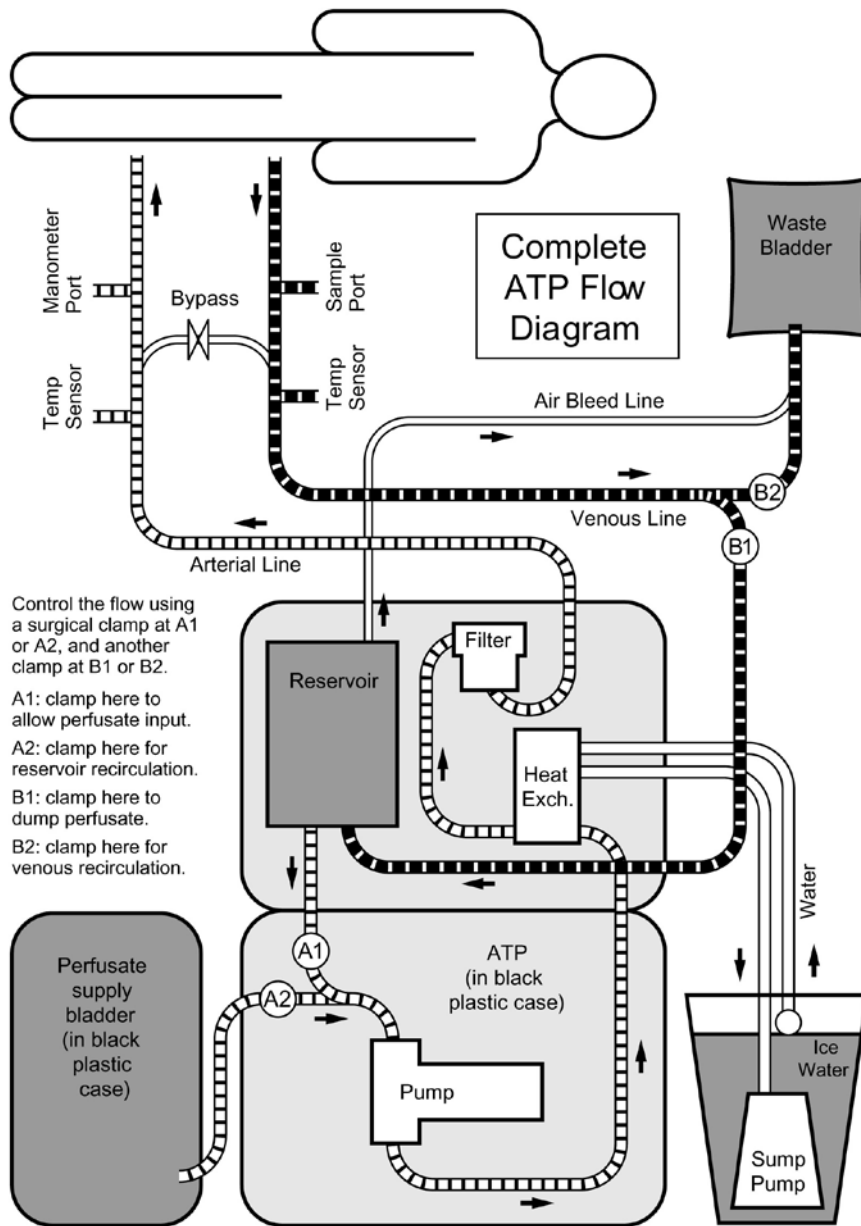 Complete
ATP Flow
Diagram
Waste
Bladder
Manometer
Port
Bypass
Sample
Port
Temp
Sensor
Temp
Sensor
Air Bleed Line
B2
Venous Line
B1
Arterial Line
Control the flow using
a surgical clamp at A1
or A2, and another
clamp at B1 or B2.
A1: clamp here to
allow perfusate input.
A2: clamp here for
reservoir recirculation.
B1: clamp here to
dump perfusate.
B2: clamp here for
venous recirculation.
Reservoir
Filter
Heat
Exch.
Water
A1
A2
ATP
(in black
plastic case)
Perfusate
supply
bladder
(in black
plastic
case)
Pump
Ice
Water
Sump
Pump